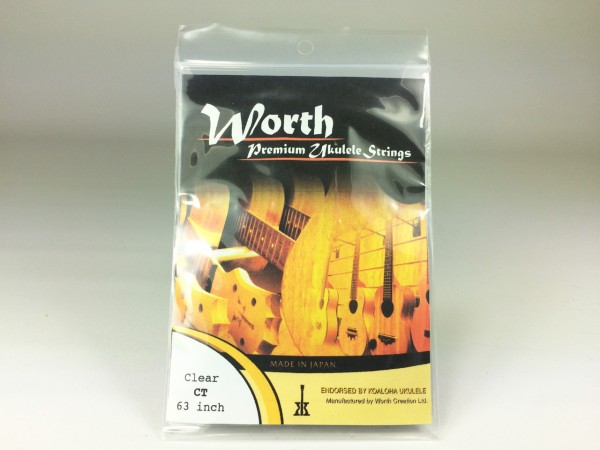 Worth
Premium Ukulele Strings
MADE IN JAPAN
Clear
CT
63 inch
ENDORSED BY KOALOHA UKULELE
Manufactured by Worth Creation Ltd.